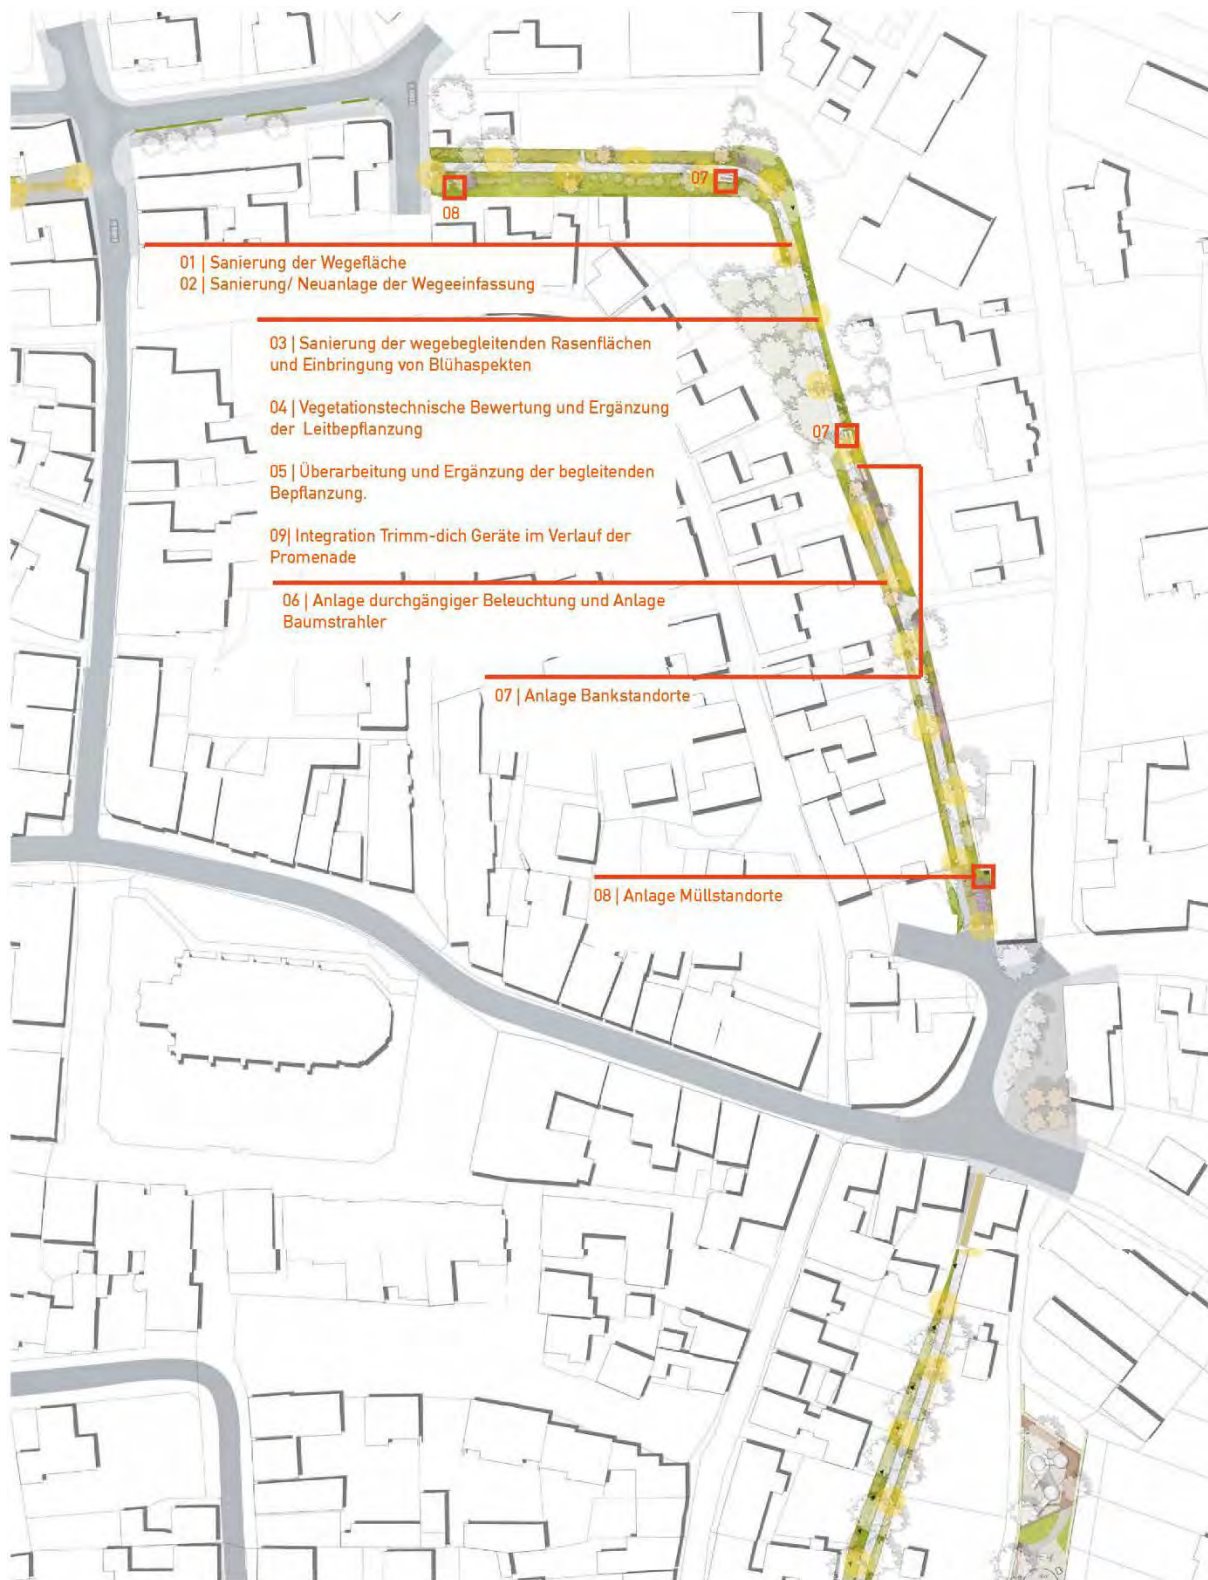 07
08
01 | Sanierung der Wegefläche
02 | Sanierung/ Neuanlage der Wegeeinfassung
03 | Sanierung der wegebegleitenden Rasenflächen
und Einbringung von Blühaspekten
04 | Vegetationstechnische Bewertung und Ergänzung
der Leitbepflanzung
07
05 | Überarbeitung und Ergänzung der begleitenden
Bepflanzung.
09| Integration Trimm-dich Geräte im Verlauf der
Promenade
06 | Anlage durchgängiger Beleuchtung und Anlage
Baumstrahler
07 | Anlage Bankstandorte
08 | Anlage Müllstandorte